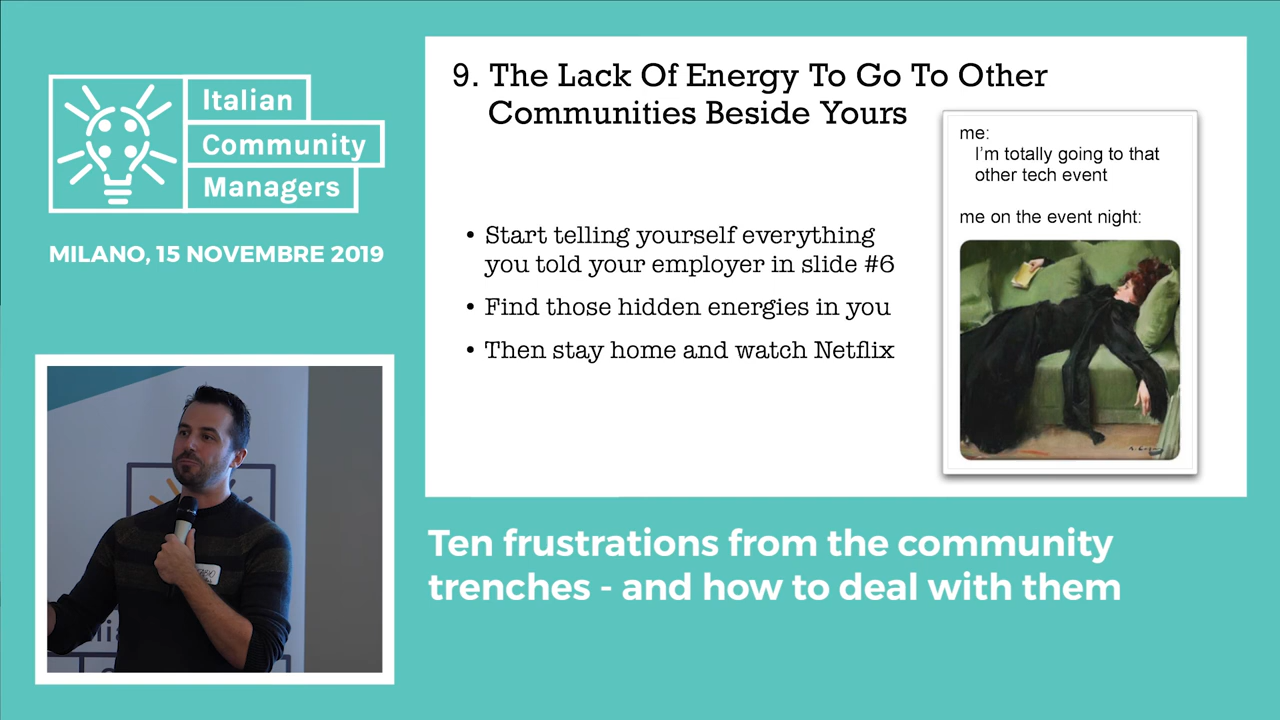 Italian
Community
Managers
MILANO, 15 NOVEMBRE 2019
9. The Lack Of Energy To Go To Other
Communities Beside Yours
• Start telling yourself everything
you told your employer in slide #6
• Find those hidden energies in you
• Then stay home and watch Netflix
me:
I'm totally going to that
other tech event
me on the event night:
Ten frustrations from the community
trenches - and how to deal with them